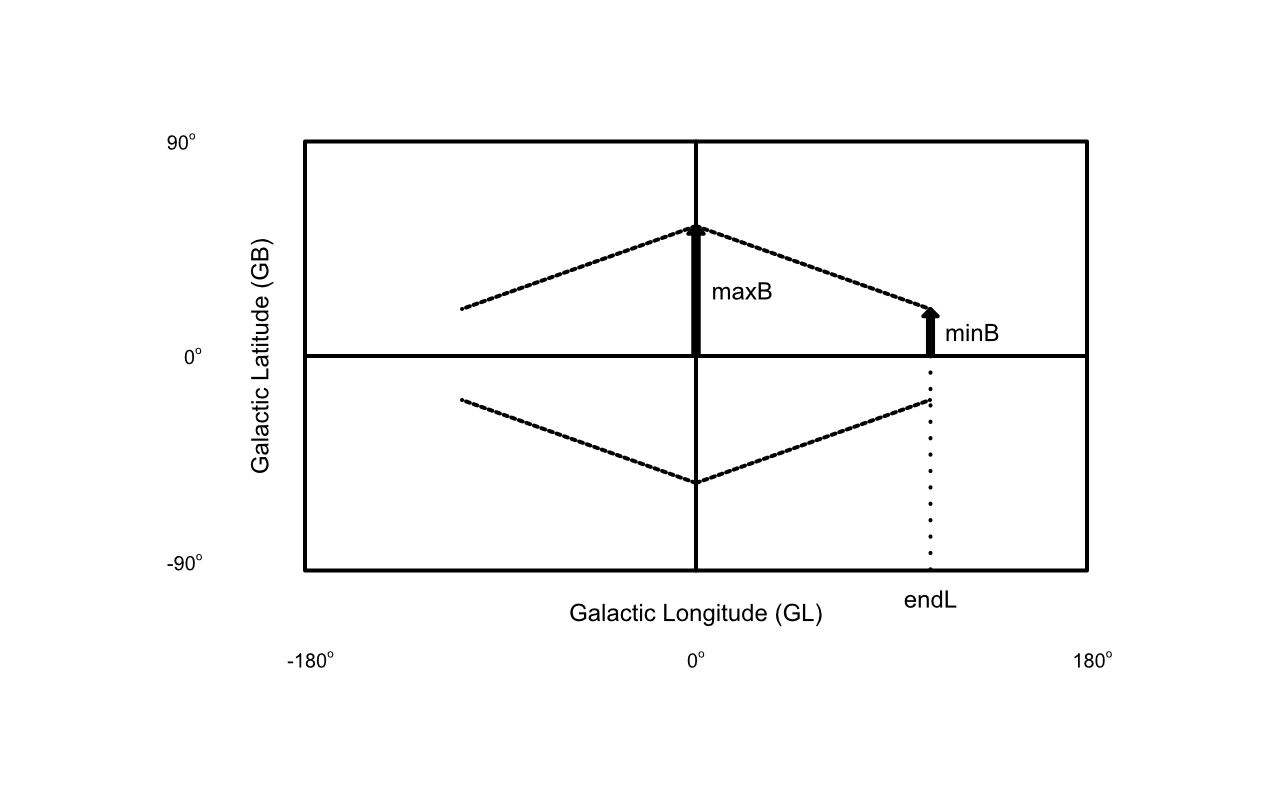 90°
Galactic Latitude (GB)
maxB
minB
0°
-90°
endL
Galactic Longitude (GL)
-180°
0°
180°